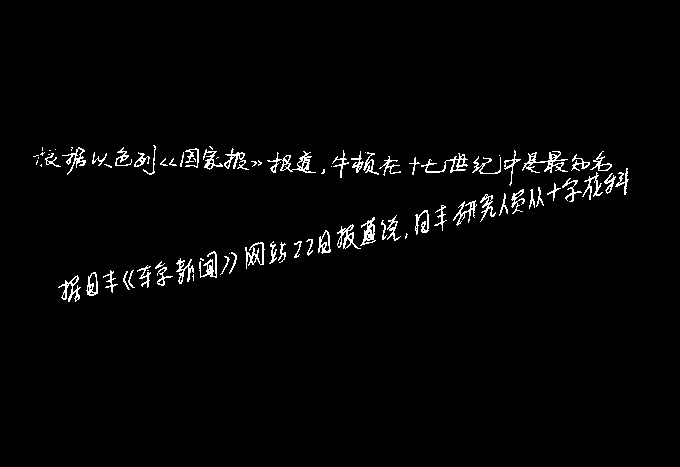 根据以色列《国家报》报道,牛顿在十七世纪中是最知名
据日本《车家新闻》网站22日报道说,日本研究人员从十字花科